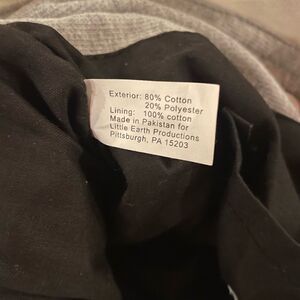 Exterior: 80% Cotton
20% Polyester
Lining: 100% cotton
Made in Pakistan for
Little Earth Productions
Pittsburgh, PA 15203